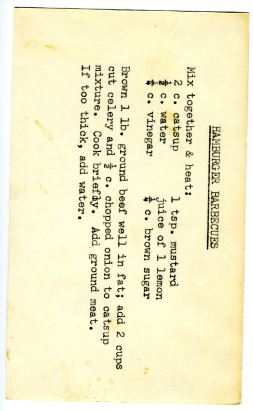 HAMBURGER BARBECUES
Mix together & heat:
2 c. catsup 1 tsp. mustard
½ c. water juice of 1 lemon
¼ c. vinegar ¼ c. brown sugar
Brown 1 lb. ground beef well in fat; add 2 cups
cut celery and ½ c. chopped onion to catsup
mixture. Cook briefly. Add ground meat.
If too thick, add water.